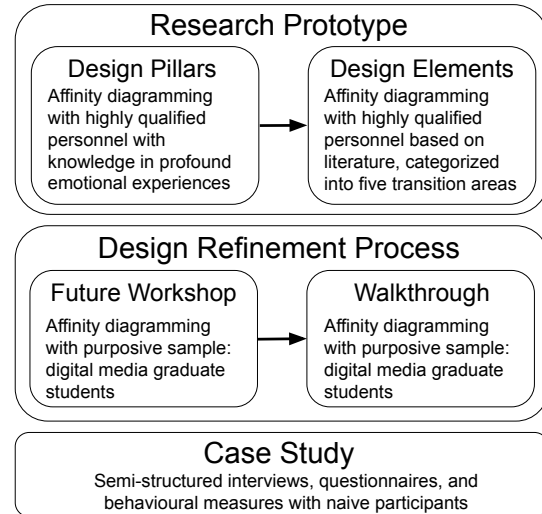 Research Prototype
Design Pillars
Affinity diagramming
with highly qualified
personnel with
knowledge in profound
emotional experiences
Design Elements
Affinity diagramming
with highly qualified
personnel based on
literature, categorized
into five transition areas
Design Refinement Process
Future Workshop
Affinity diagramming
with purposive sample:
digital media graduate
students
Walkthrough
Affinity diagramming
with purposive sample:
digital media graduate
students
Case Study
Semi-structured interviews, questionnaires, and
behavioural measures with naive participants